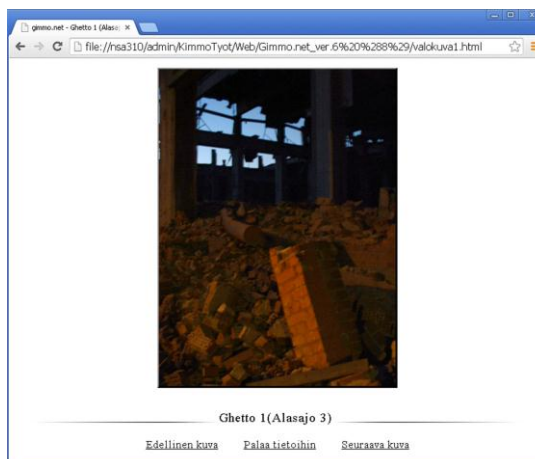 gimmo.net - Ghetto 1 (Alasaj
file://nsa310/admin/KimmoTyot/Web/Gimmo.net_ver.6%20%288%29/valokuva1.html
Ghetto 1(Alasajo 3)
Edellinen kuva Palaa tietoihin Seuraava kuva